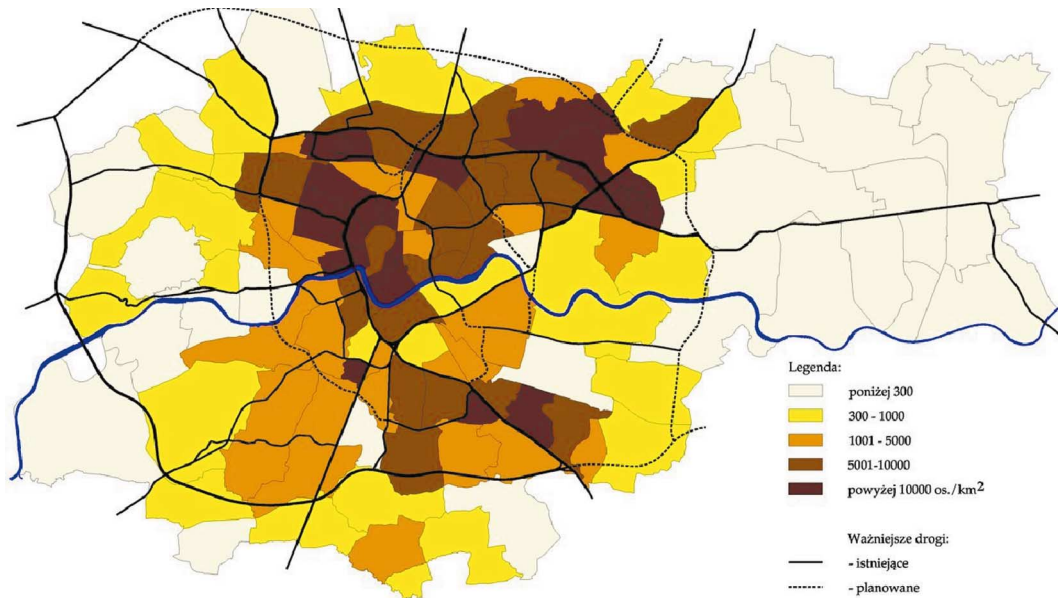 Legenda:
poniżej 300
300 - 1000
1001 - 5000
5001-10000
powyżej 10000 os./km²
Ważniejsze drogi:
- istniejące
- planowane